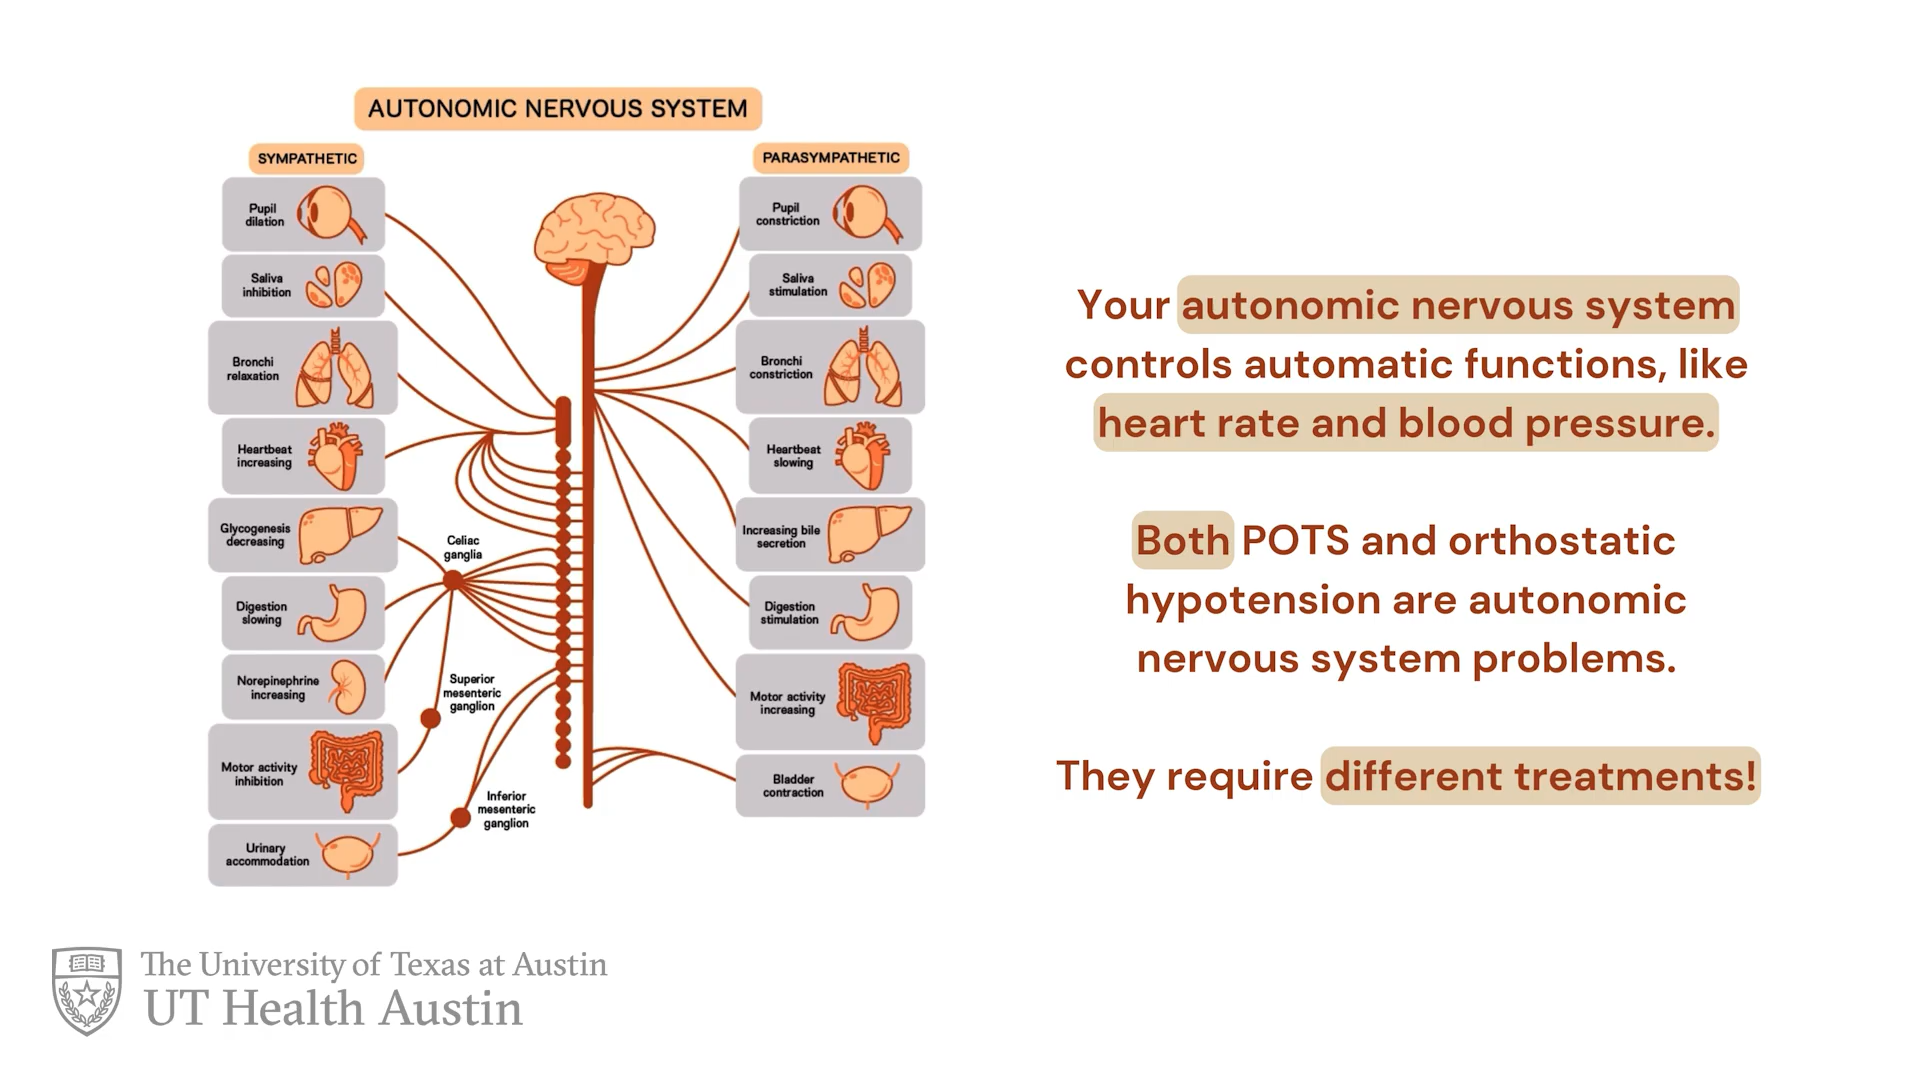 AUTONOMIC NERVOUS SYSTEM
SYMPATHETIC
Pupil
dilation
Saliva
inhibition
Bronchi
relaxation
Heartbeat
increasing
Glycogenesis
decreasing
Digestion
slowing
Norepinephrine
increasing
Motor activity
inhibition
Urinary
accommodation
Celiac
ganglia
Superior
mesenteric
ganglion
Inferior
mesenteric
ganglion
PARASYMPATHETIC
Pupil
constriction
Saliva
stimulation
Bronchi
constriction
Heartbeat
slowing
Increasing bile
secretion
Digestion
stimulation
Motor activity
increasing
Bladder
contraction
Your autonomic nervous system
controls automatic functions, like
heart rate and blood pressure.
Both POTS and orthostatic
hypotension are autonomic
nervous system problems.
They require different treatments!
The University of Texas at Austin
UT Health Austin